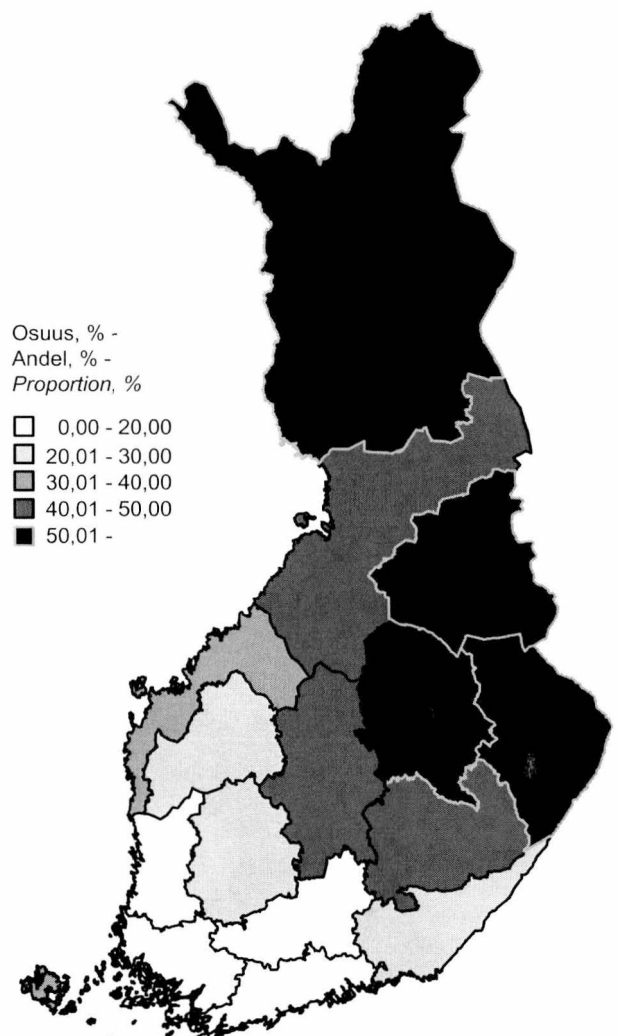 Osuus, % -
Andel, % -
Proportion, %
0,00 - 20,00
20,01 - 30,00
30,01 - 40,00
40,01 - 50,00
50,01 -